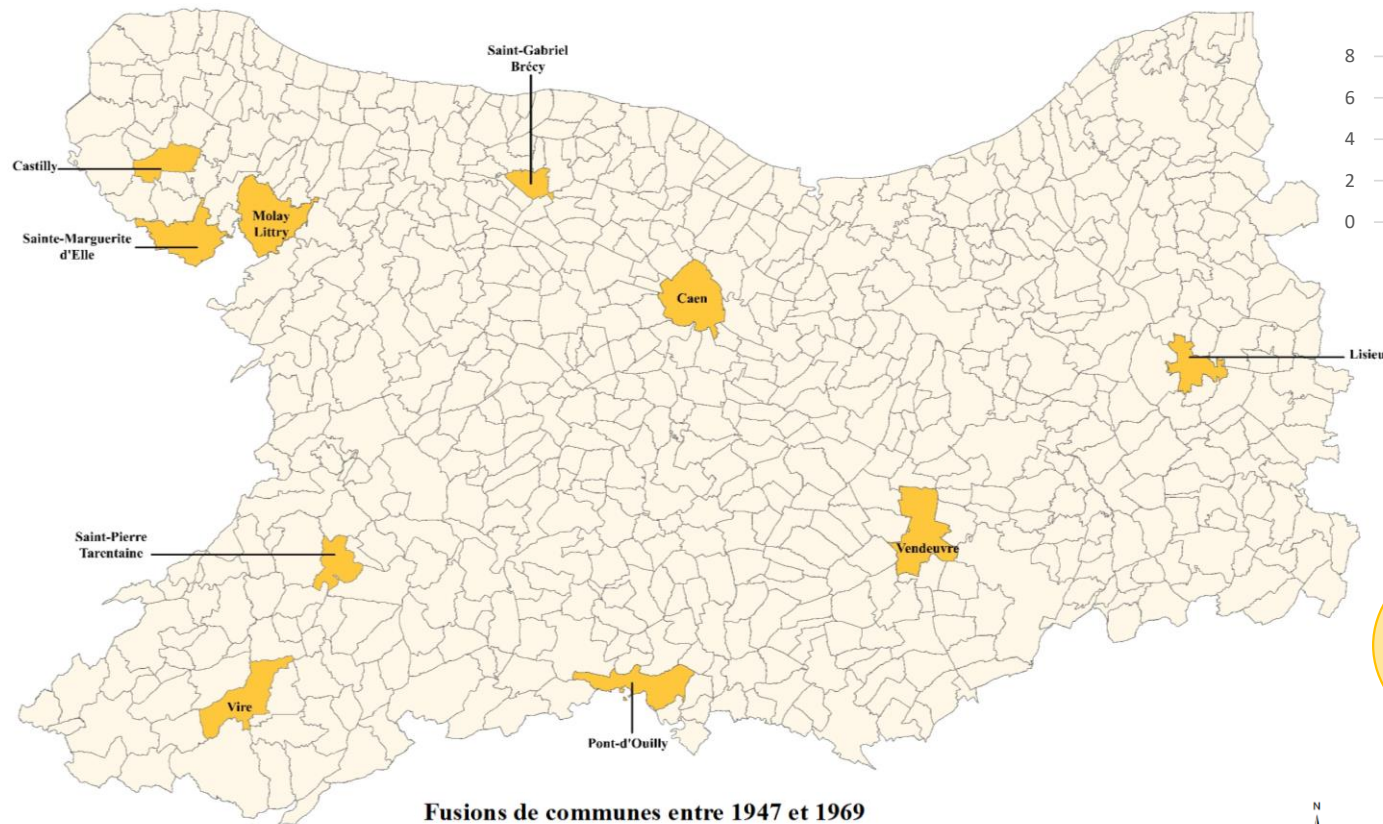 Saint-Gabriel
Brécy
8
6
4
2
0
Castilly
Molay
Littry
Sainte-Marguerite
d'Elle
Caen
Lisieu
Saint-Pierre
Tarentaine
Vendeuvre
Vire
Pont-d'Ouilly
Fusions de communes entre 1947 et 1969
N